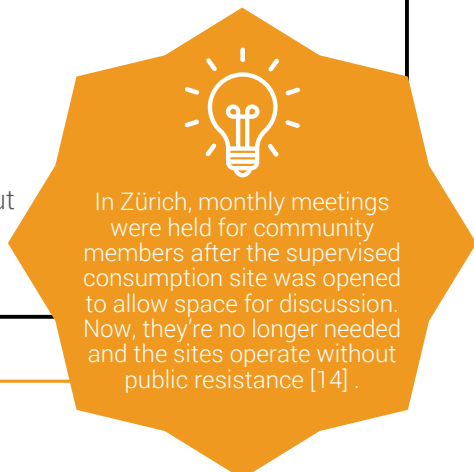 ut
In Zürich, monthly meetings
were held for community
members after the supervised
consumption site was opened
to allow space for discussion.
Now, they're no longer needed
and the sites operate without
public resistance [14] .